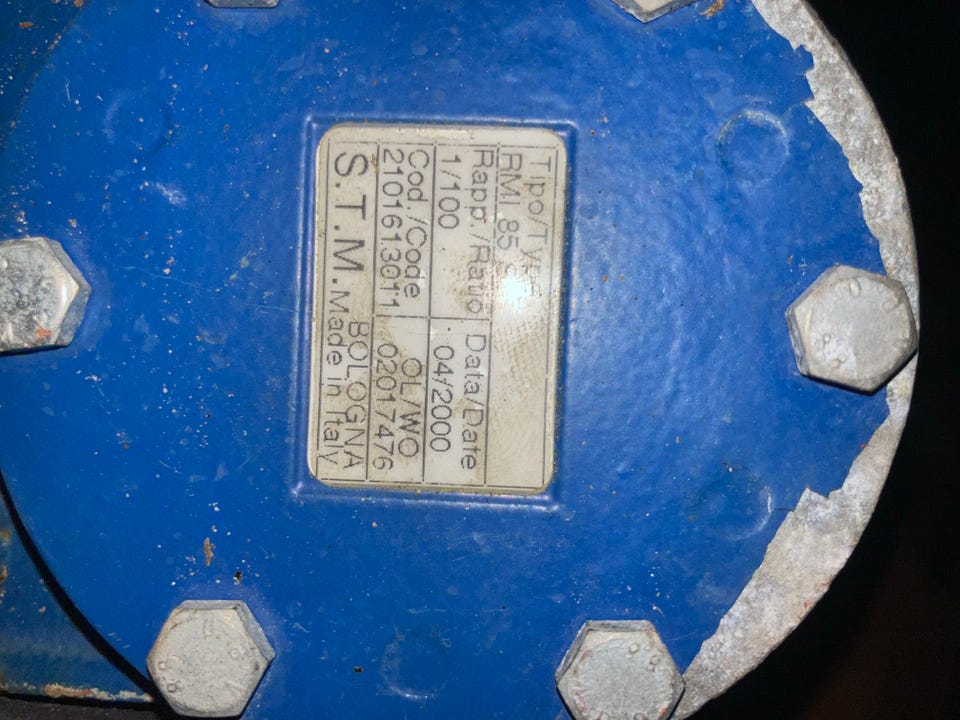 Tipo/Type
RMI 85
Rapp./Ratio Data/Date
1/100 04/2000
Cod./Code OL/WO
2101613011 02017476
S.T.M. BOLOGNA
Made in Italy